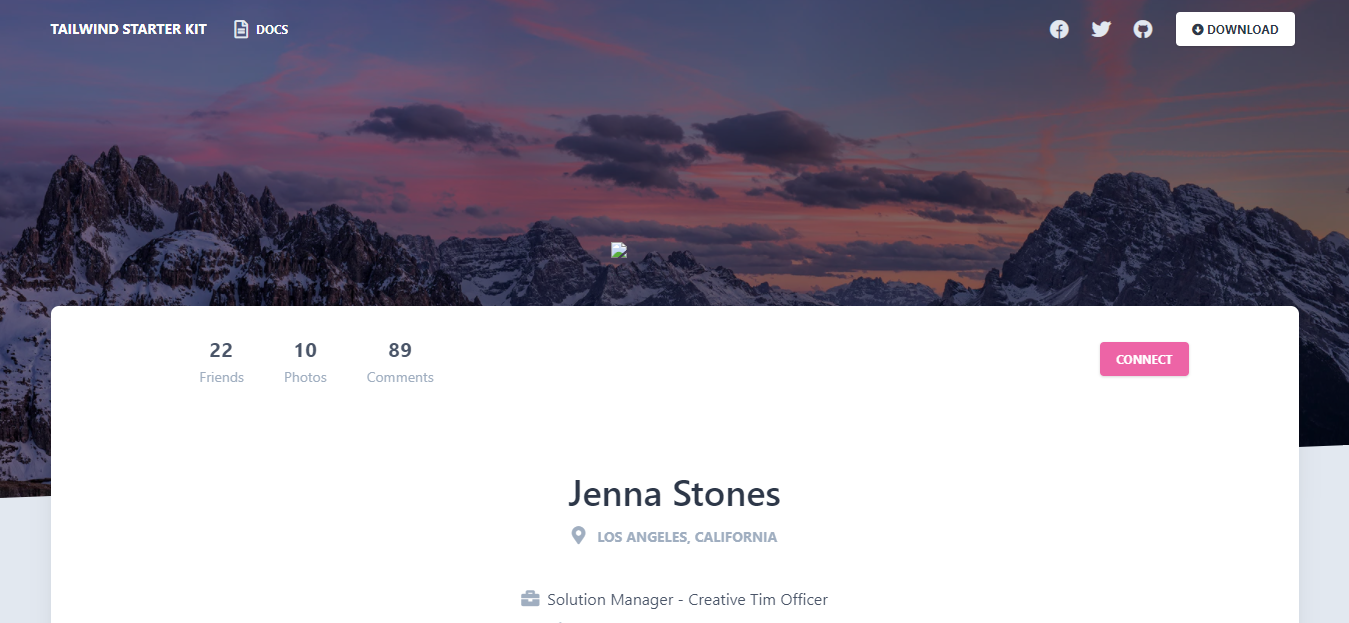 TAILWIND STARTER KIT DOCS DOWNLOAD
22 10 89
Friends Photos Comments
CONNECT
Jenna Stones
LOS ANGELES, CALIFORNIA
Solution Manager - Creative Tim Officer